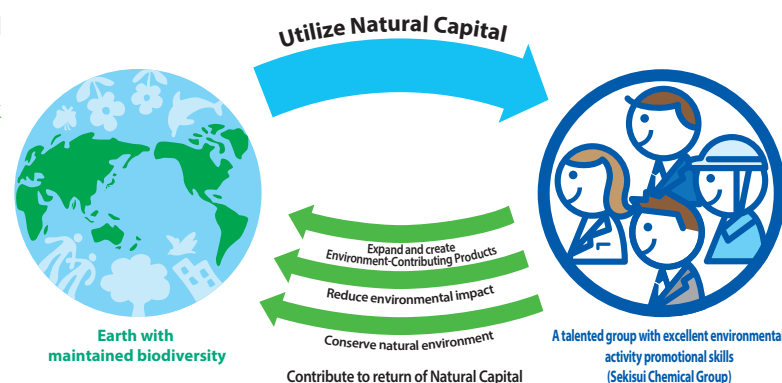 Utilize Natural Capital
Expand and create
Environment-Contributing Products
Reduce environmental impact
Conserve natural environment
Earth with
maintained biodiversity
Contribute to return of Natural Capital
A talented group with excellent environmental
activity promotional skills
(Sekisui Chemical Group)